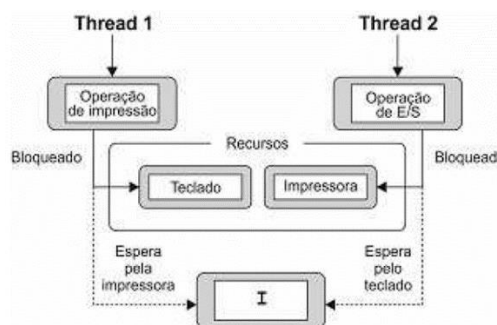 Thread 1
Thread 2
Operação
de impressão
Operação
de E/S
Bloqueado
Recursos
Bloquead
Teclado
Impressora
Espera
pela
impressora
Espera
pelo
teclado
I